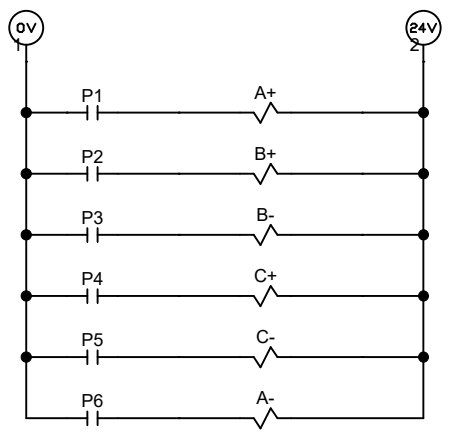 0V 24V
1 2
P1 A+
P2 B+
P3 B-
P4 C+
P5 C-
P6 A-